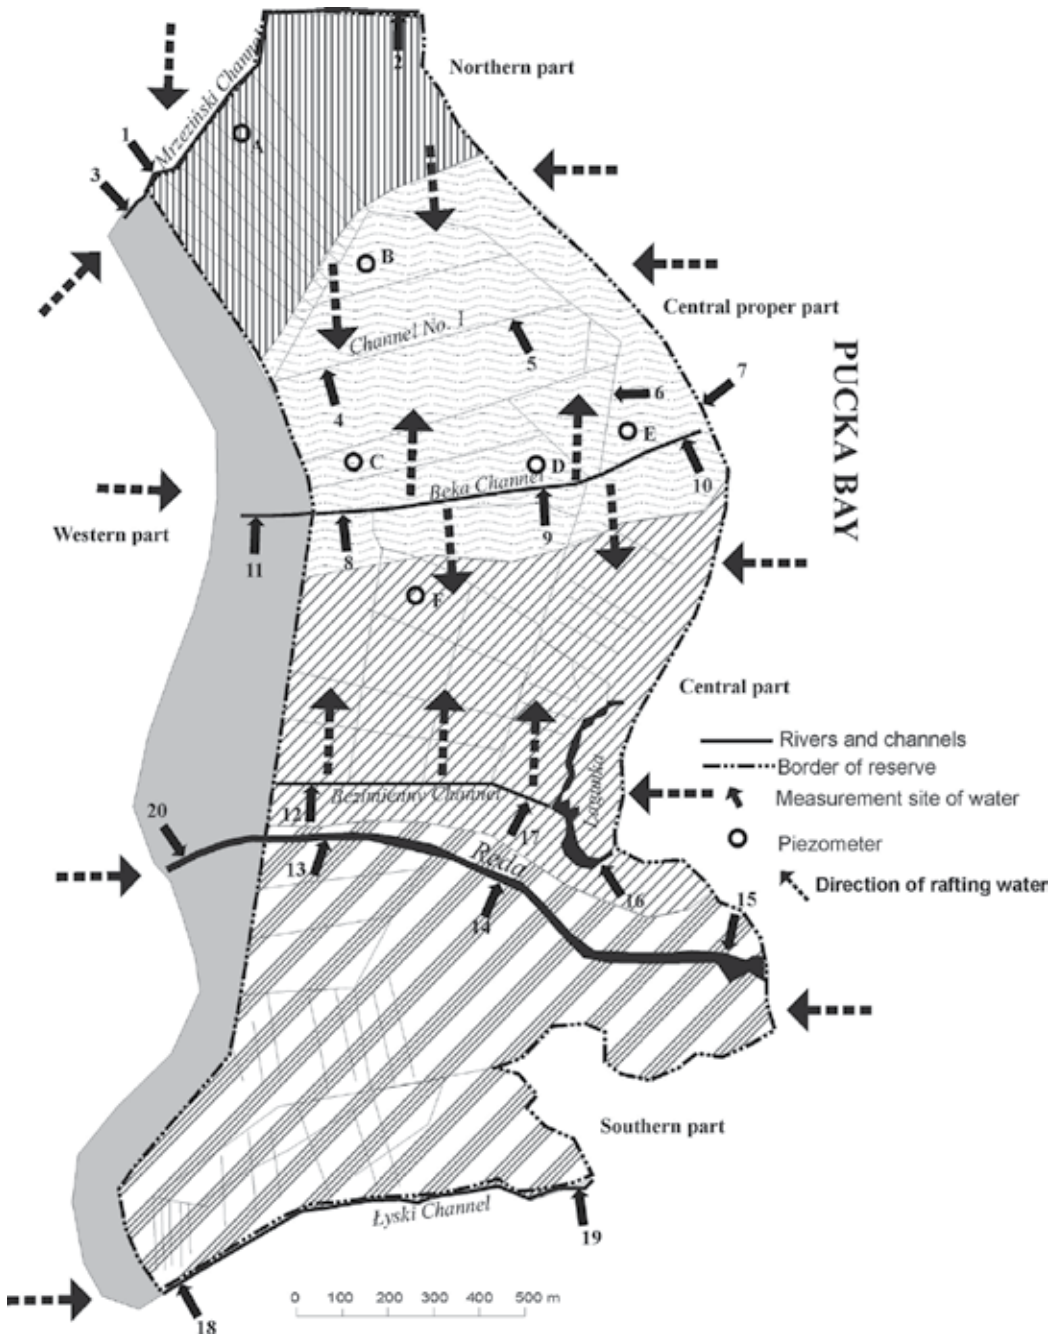 2
Northern part
Mrzeziński Channel
1
A
3
B
Central proper part
Channel No. 1
5
7
PUCKA BAY
6
4
E
C
D
Beka Channel
10
9
Western part
8
11
F
Central part
Rivers and channels
Border of reserve
Lagunka
Measurement site of water
Bezimienny Channel
12
20
17
Piezometer
Reda
13
Direction of rafting water
16
15
14
Southern part
Łyski Channel
19
0 100 200 300 400 500 m
18